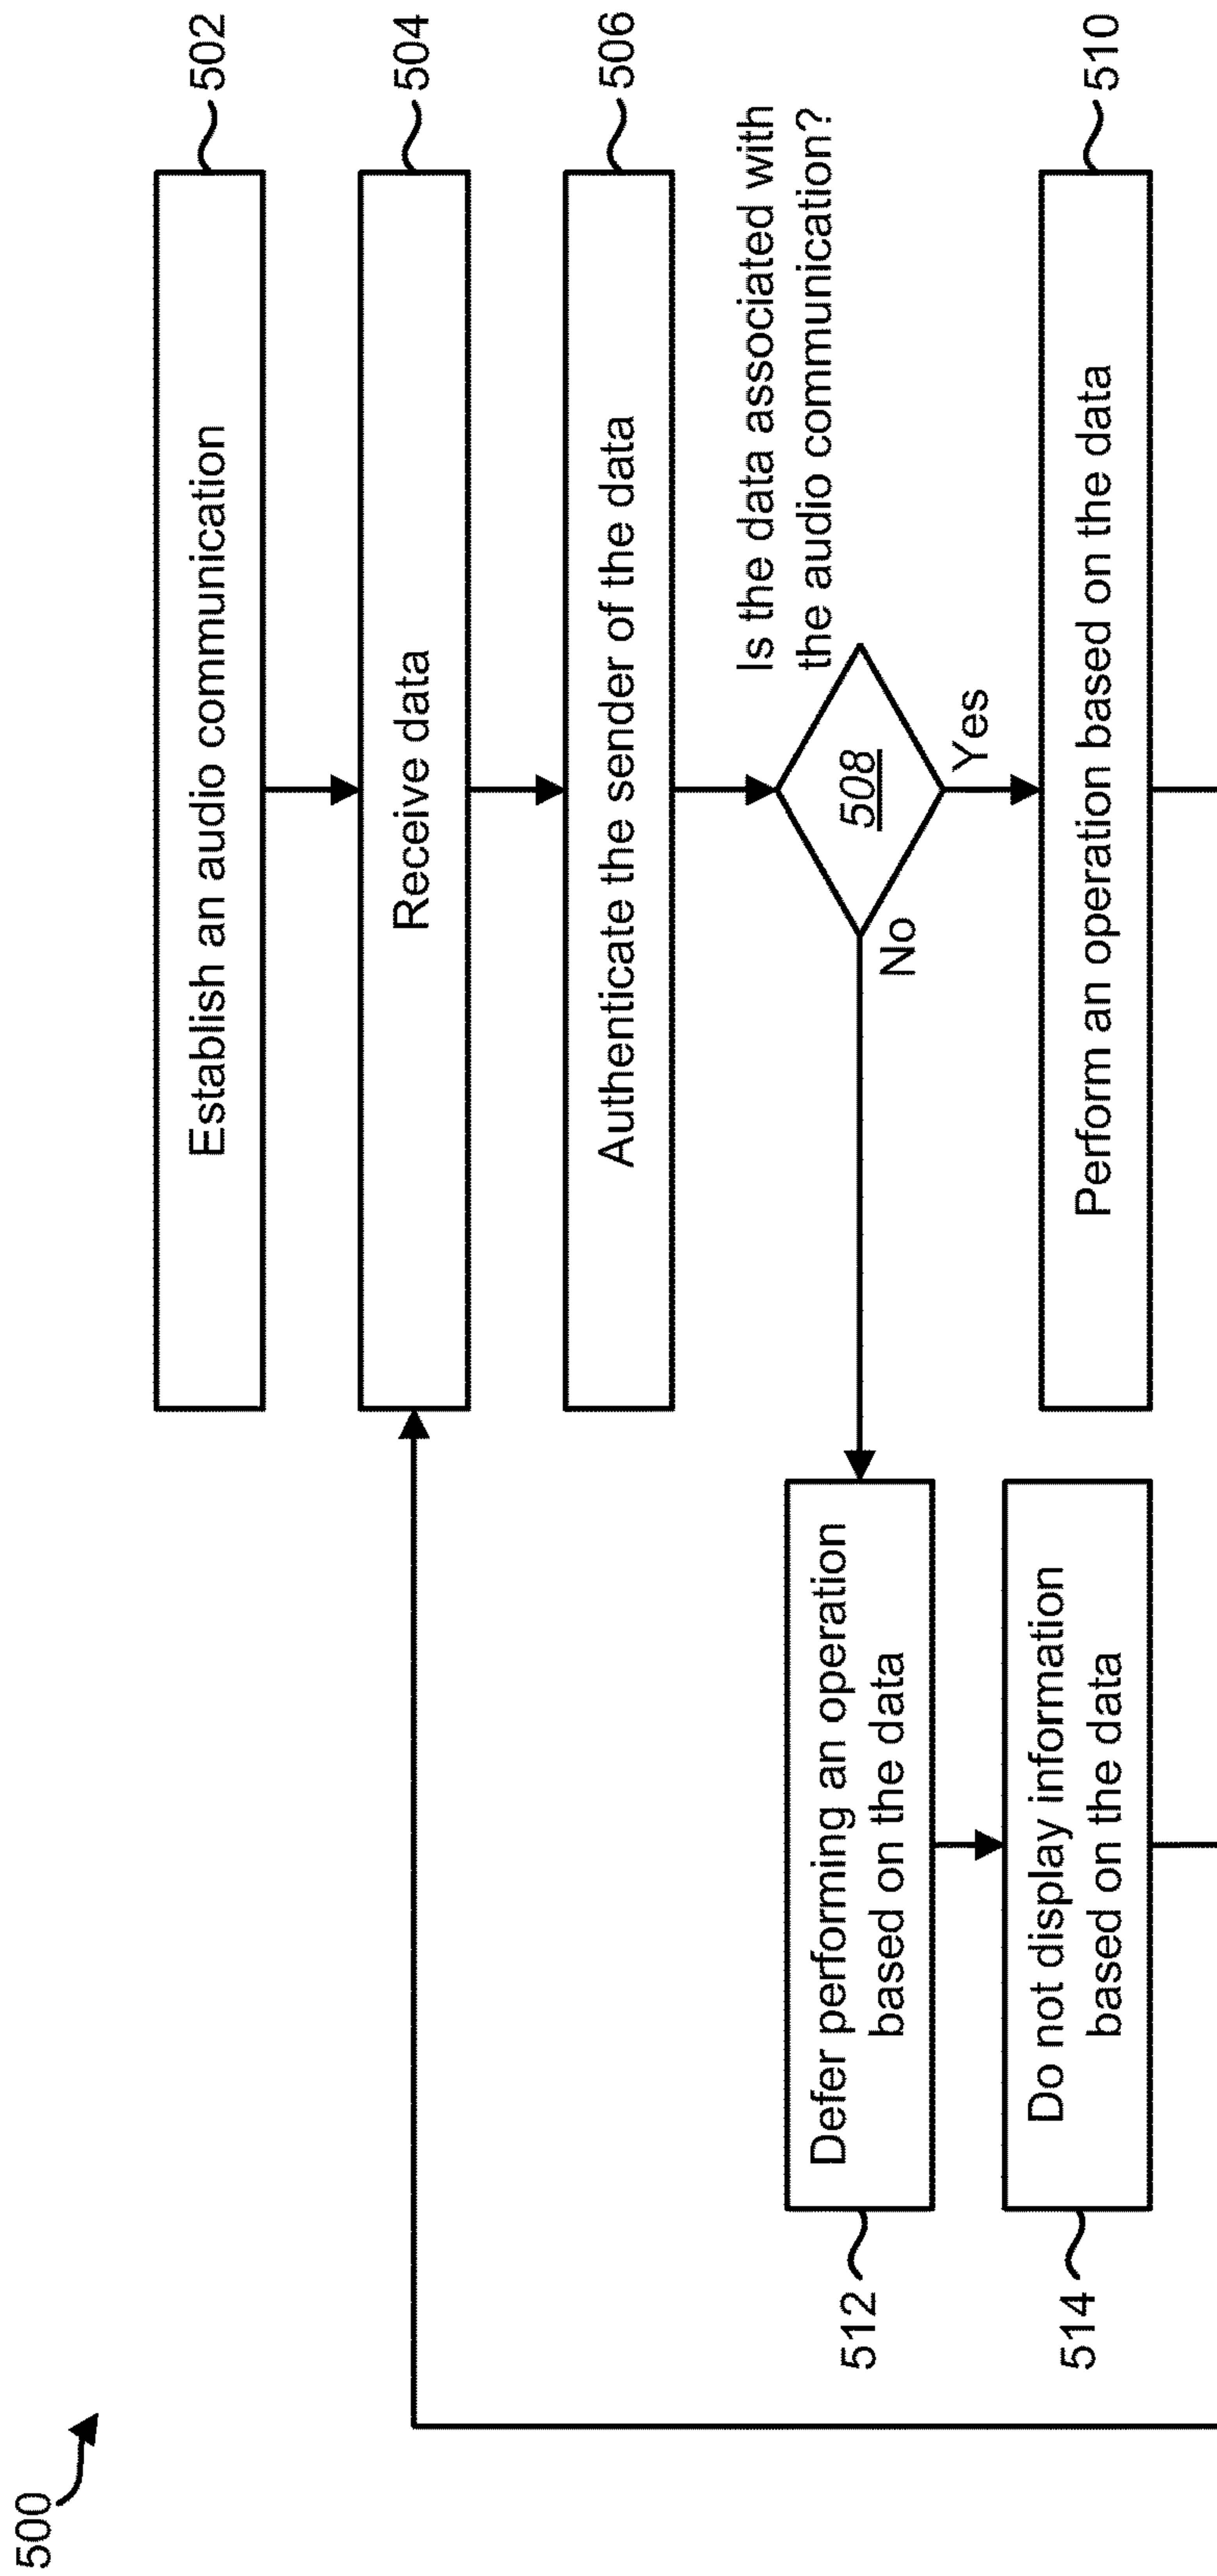 500
Establish an audio communication
502
Receive data
504
Authenticate the sender of the data
506
Is the data associated with
the audio communication?
508
No
Yes
Defer performing an operation
based on the data
512
Perform an operation based on the data
510
Do not display information
based on the data
514